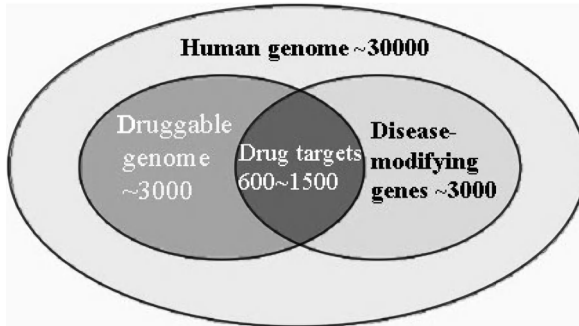 Human genome ~30000
Druggable
genome
~3000
Drug targets
600~1500
Disease-
modifying
genes ~3000